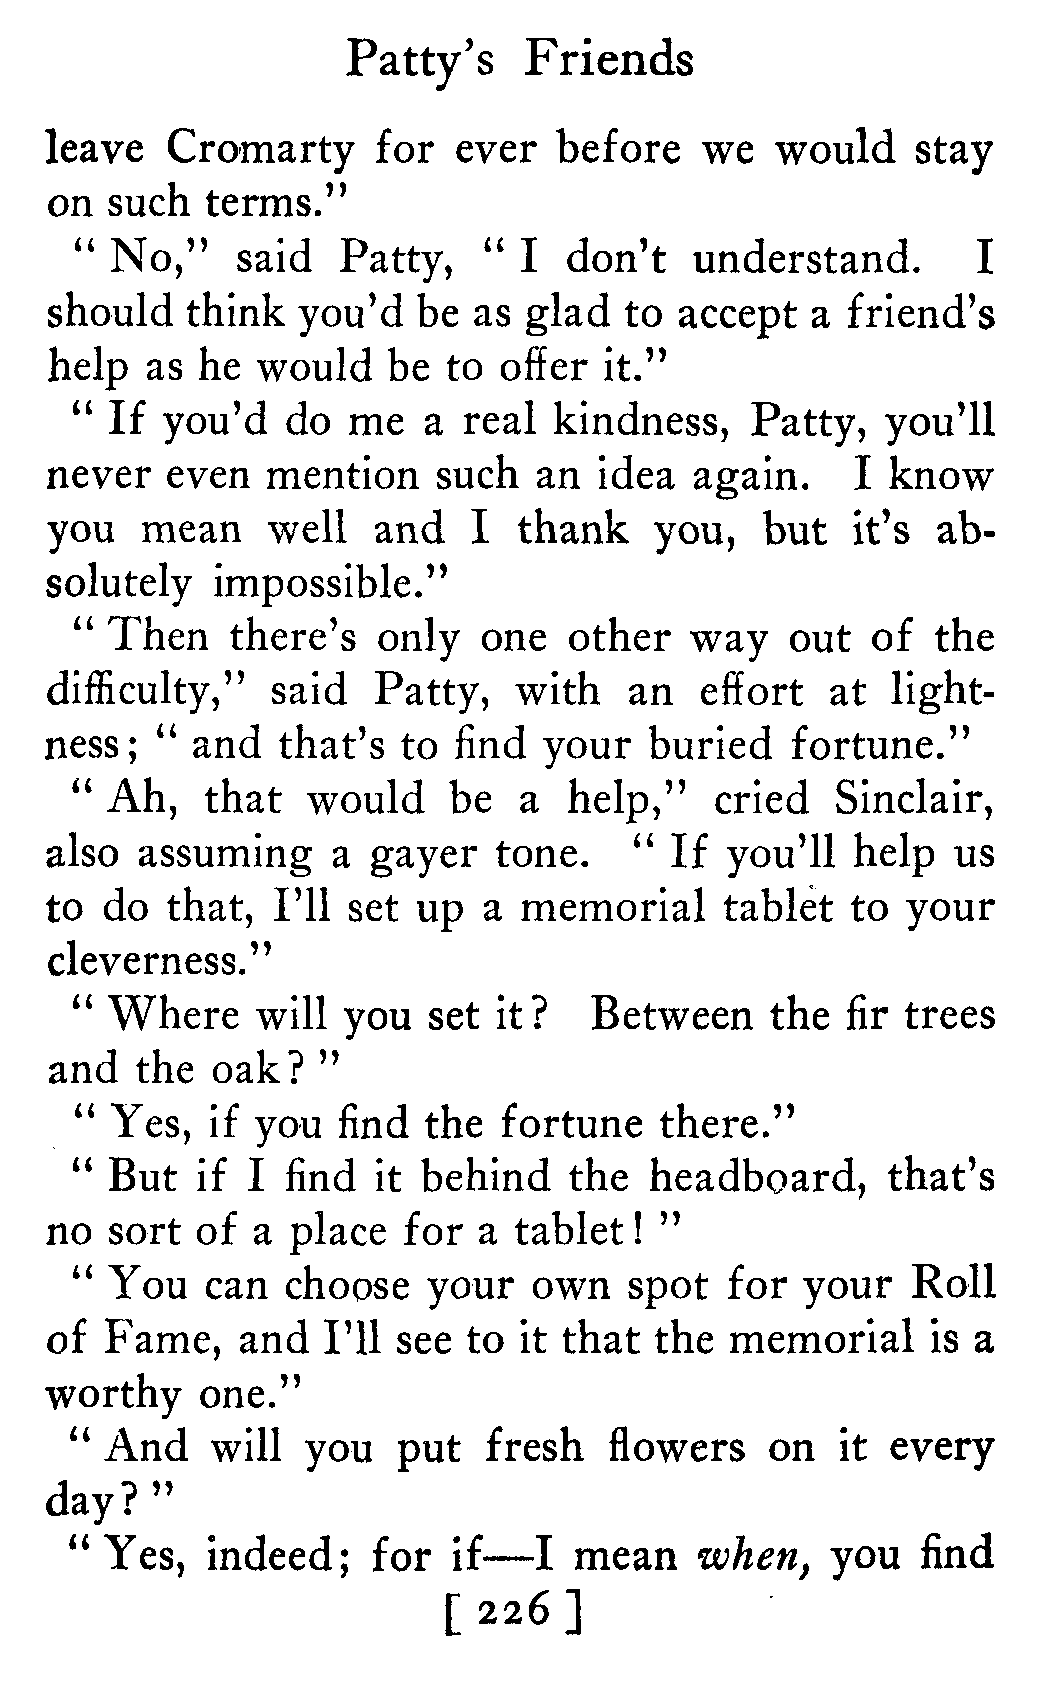 Patty's Friends
leave Cromarty for ever before we would stay
on such terms."
" No," said Patty, " I don't understand. I
should think you'd be as glad to accept a friend's
help as he would be to offer it."
" If you'd do me a real kindness, Patty, you'll
never even mention such an idea again. I know
you mean well and I thank you, but it's ab-
solutely impossible."
" Then there's only one other way out of the
difficulty," said Patty, with an effort at light-
ness; " and that's to find your buried fortune."
" Ah, that would be a help," cried Sinclair,
also assuming a gayer tone. " If you'll help us
to do that, I'll set up a memorial tablet to your
cleverness."
" Where will you set it? Between the fir trees
and the oak? "
" Yes, if you find the fortune there."
" But if I find it behind the headboard, that's
no sort of a place for a tablet! "
" You can choose your own spot for your Roll
of Fame, and I'll see to it that the memorial is a
worthy one."
" And will you put fresh flowers on it every
day? "
" Yes, indeed; for if—I mean when, you find
[ 226 ]